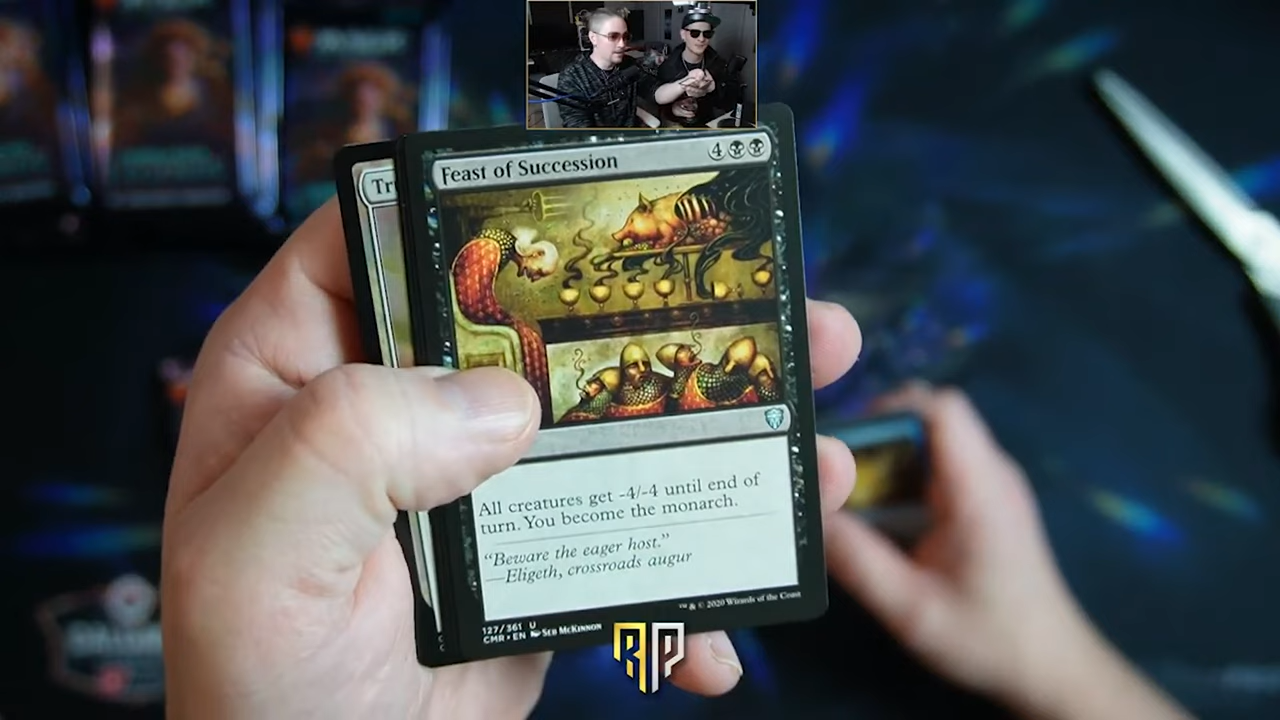 Feast of Succession
4
Tr
All creatures get -4/-4 until end of
turn. You become the monarch.
"Beware the eager host."
—Eligeth, crossroads augur
127/361 U
CMR • EN Seb McKinnon
™ & © 2020 Wizards of the Coast
RP